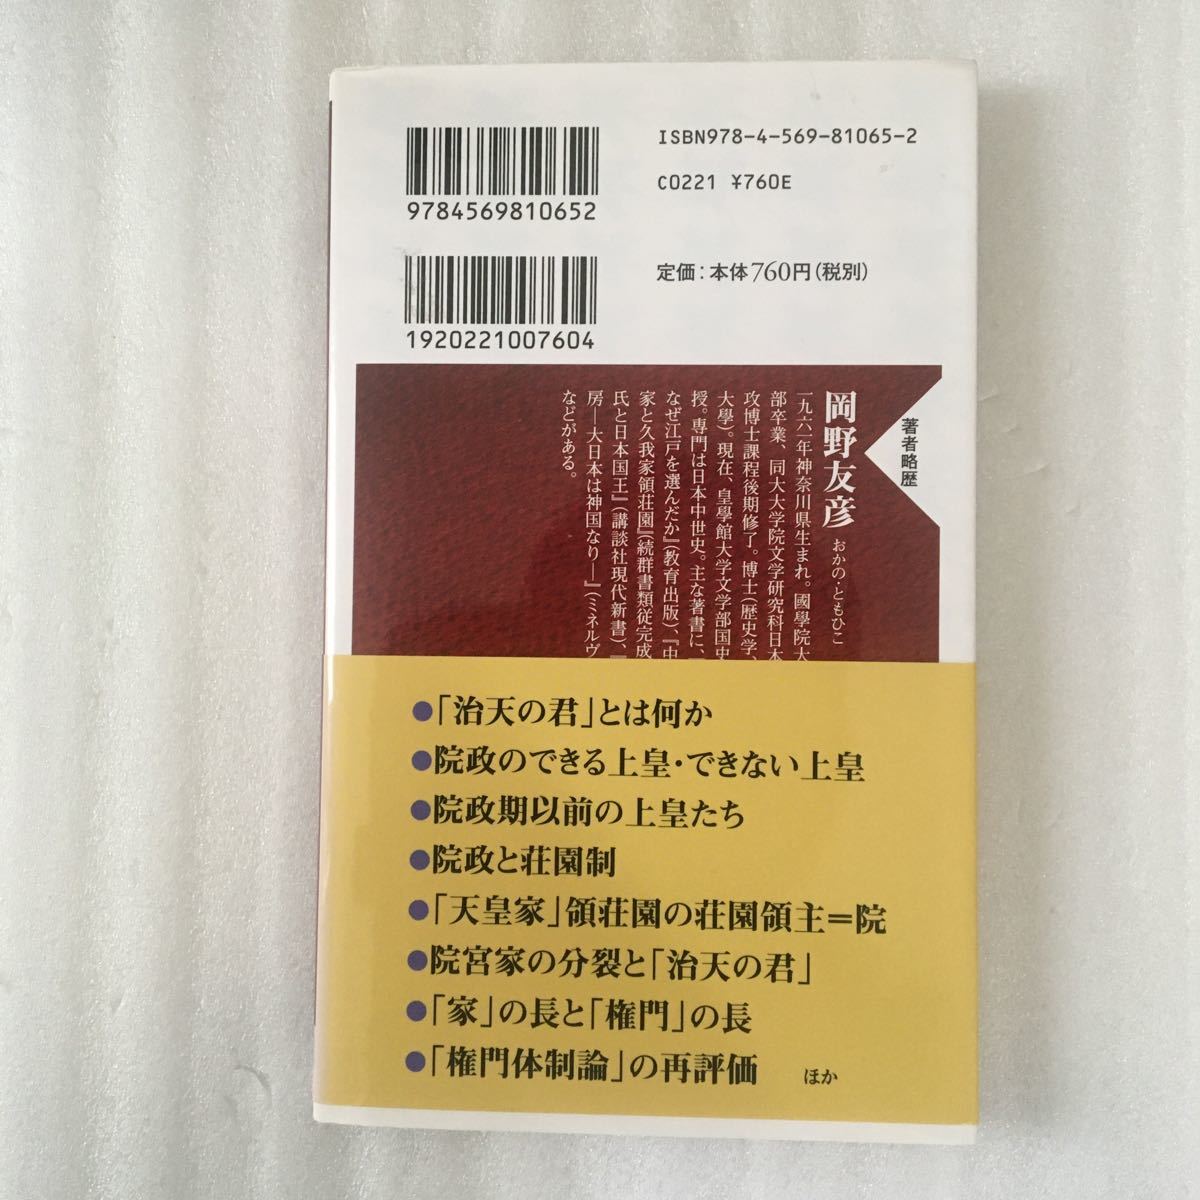 ISBN978-4-569-81065-2
C0221 ¥760E
9784569810652
定価：本体760円（税別）
1920221007604
著者略歴
岡野友彦 おかの・ともひこ
一九六一年神奈川県生まれ。國學院大
部卒業、同大大学院文学研究科日本
攻博士課程後期修了。博士（歴史学、
大學）。現在、皇學館大学文学部国史
授。専門は日本中世史。主な著書に、『
なぜ江戸を選んだか』（教育出版）、『中
家と久我家領荘園』（続群書類従完成
氏と日本国王』（講談社現代新書）、『
房―大日本は神国なり―』（ミネルヴ
などがある。
●「治天の君」とは何か
●院政のできる上皇・できない上皇
●院政期以前の上皇たち
●院政と荘園制
●「天皇家」領荘園の荘園領主＝院
●院宮家の分裂と「治天の君」
●「家」の長と「権門」の長
●「権門体制論」の再評価 ほか